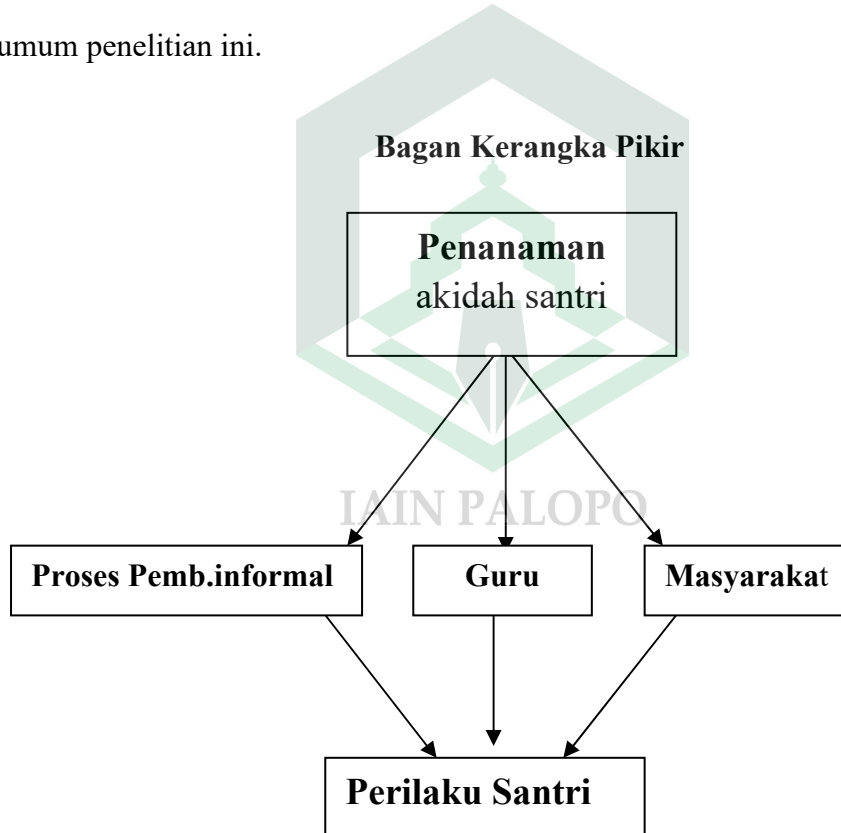 umum penelitian ini.
Bagan Kerangka Pikir
Penanaman
akidah santri
IAIN PALOPO
Proses Pemb.informal
Guru
Masyarakat
Perilaku Santri